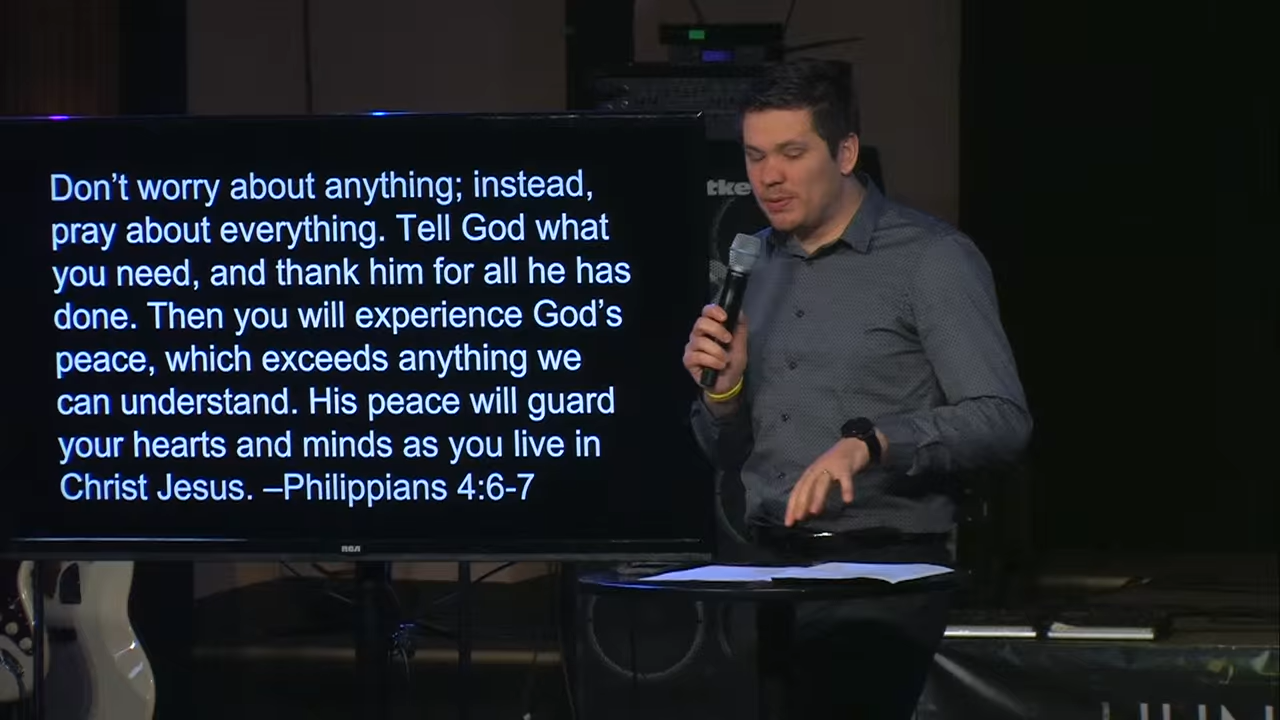 Don't worry about anything; instead,
pray about everything. Tell God what
you need, and thank him for all he has
done. Then you will experience God's
peace, which exceeds anything we
can understand. His peace will guard
your hearts and minds as you live in
Christ Jesus. –Philippians 4:6-7
RCA